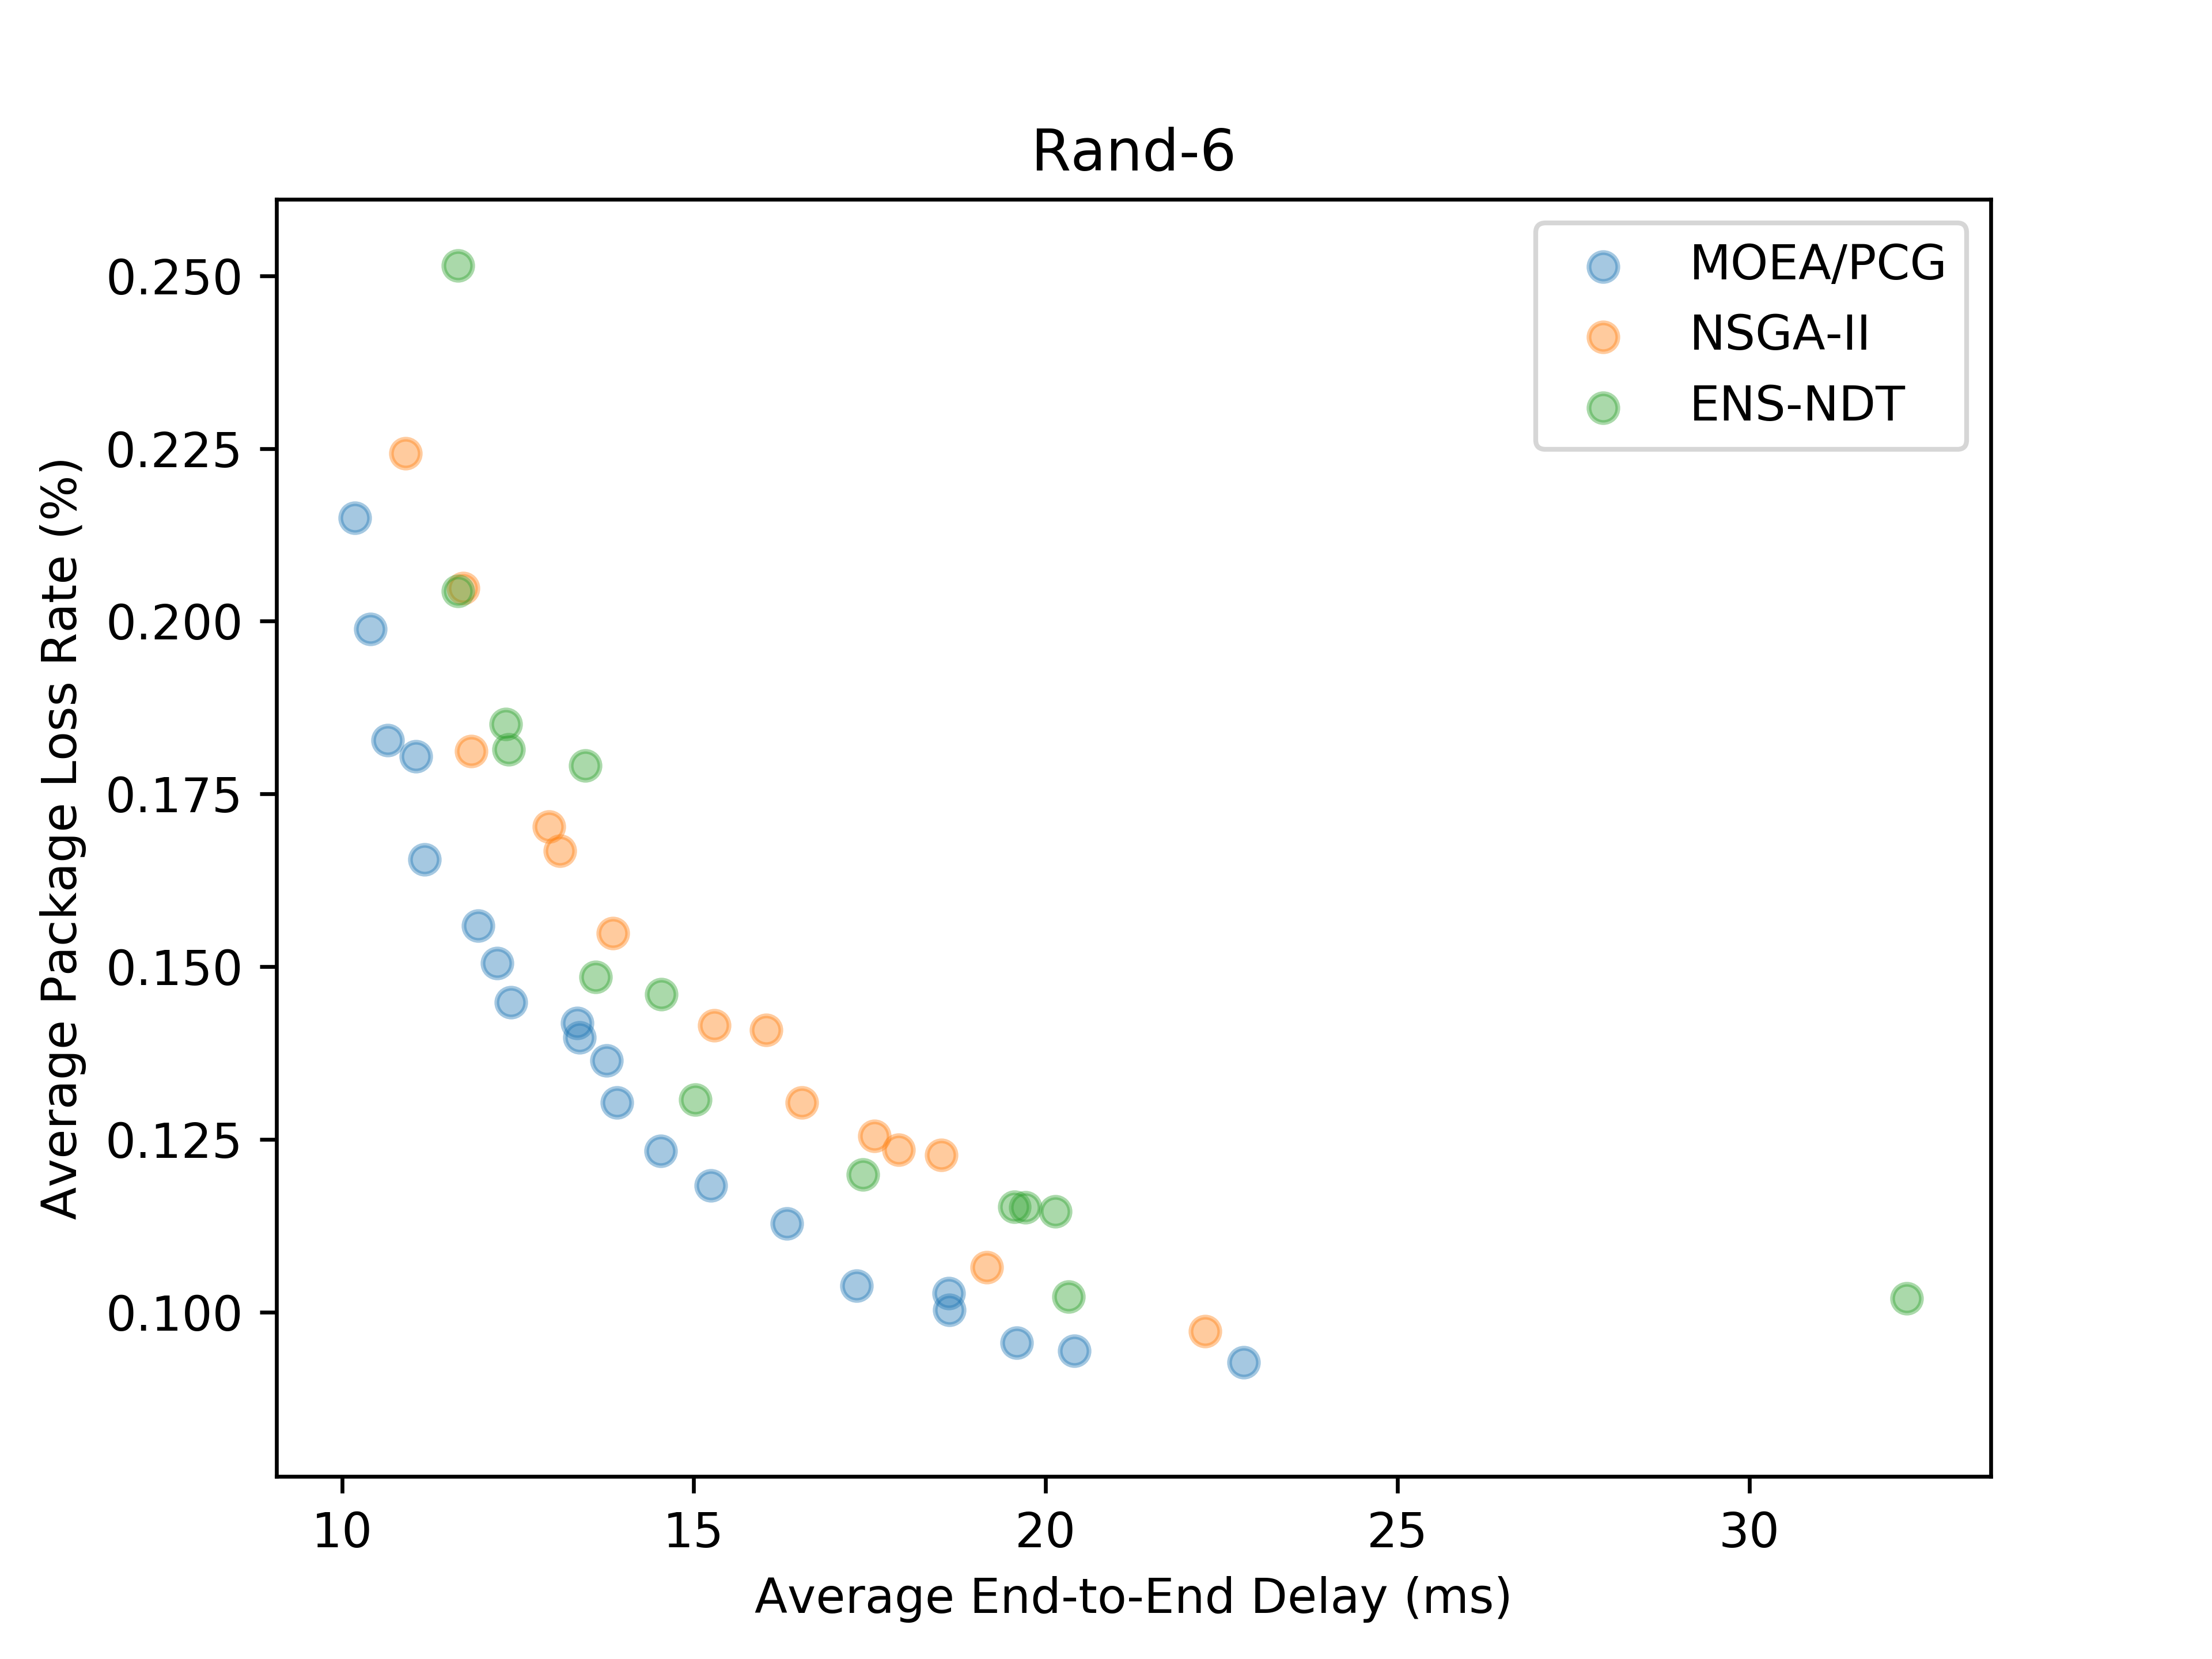 Rand-6
MOEA/PCG
NSGA-II
ENS-NDT
Average Package Loss Rate (%)
0.250
0.225
0.200
0.175
0.150
0.125
0.100
10 15 20 25 30
Average End-to-End Delay (ms)